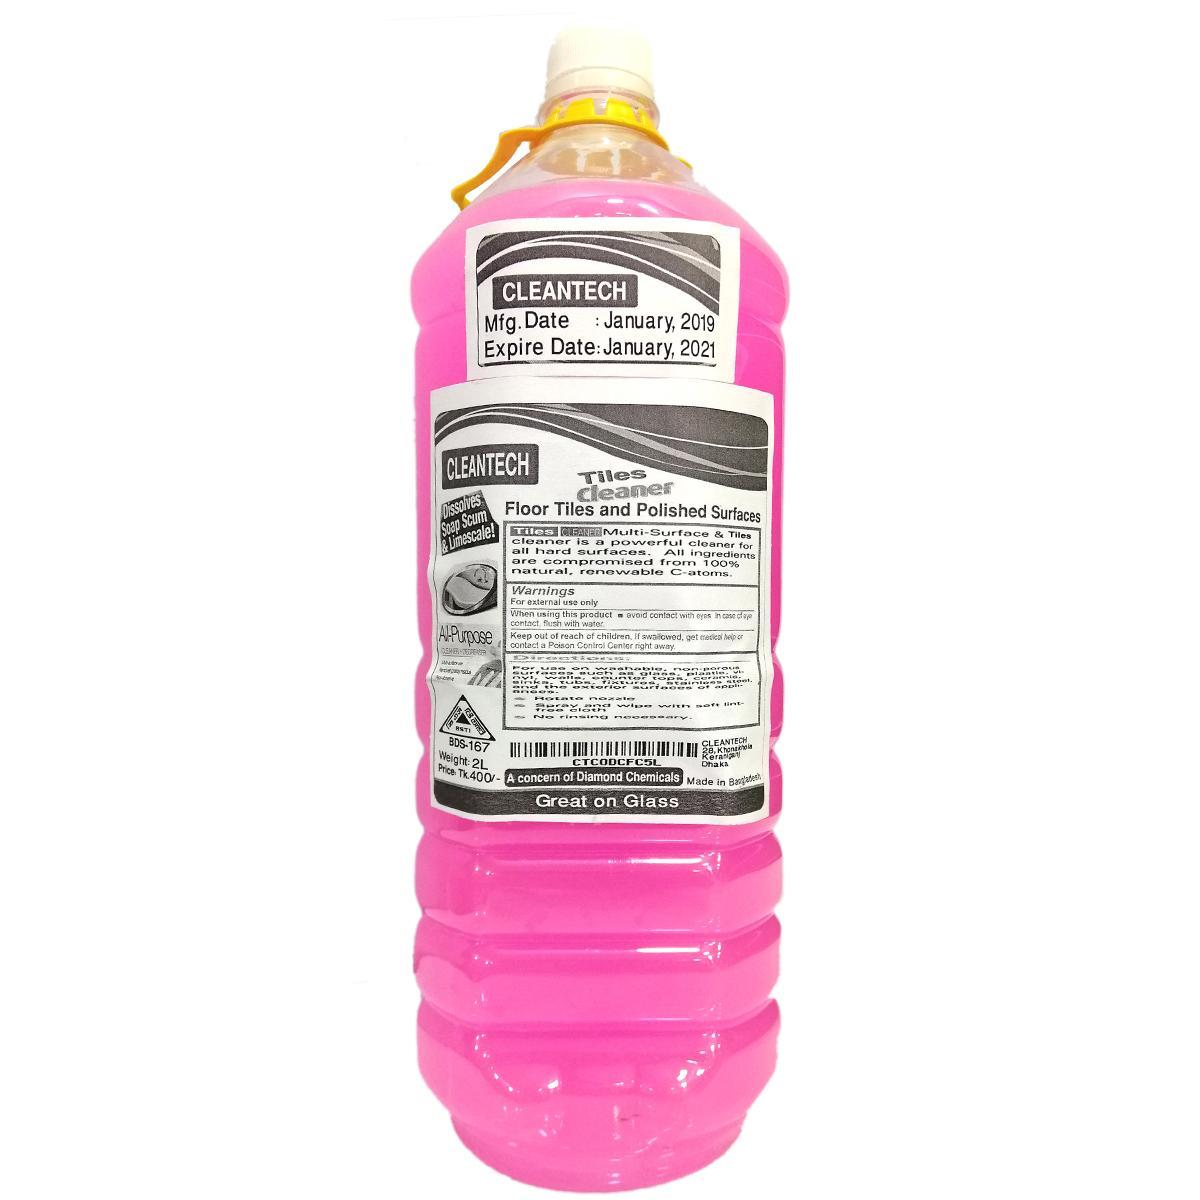 CLEANTECH
Mfg. Date : January, 2019
Expire Date: January, 2021
CLEANTECH
Tiles
Cleaner
Floor Tiles and Polished Surfaces
Dissolves
Soap Scum
& Limescale!
Tiles CLEANER Multi-Surface & Tiles
cleaner is a powerful cleaner for
all hard surfaces. All ingredients
are compromised from 100%
natural, renewable C-atoms.
Warnings
For external use only
When using this product ■ avoid contact with eyes. In case of eye
contact, flush with water.
Keep out of reach of children. If swallowed, get medical help or
contact a Poison Control Center right away.
All-Purpose
CLEANER + DEGREASER
Directions:
For use on washable, non-porous
surfaces such as glass, plastic, vi-
nyl, walls, counter tops, ceramic,
sinks, tubs, fixtures, stainless steel,
and the exterior surfaces of appli-
ances.
Rotate nozzle
Spray and wipe with soft lint-
free cloth
No rinsing necessary.
BSTI
BDS-167
Weight: 2L
Price: Tk.400/-
CTCODCFC5L
CLEANTECH
28, Khonakhola
Keraniganj
Dhaka
A concern of Diamond Chemicals
Made in Bangladesh
Great on Glass